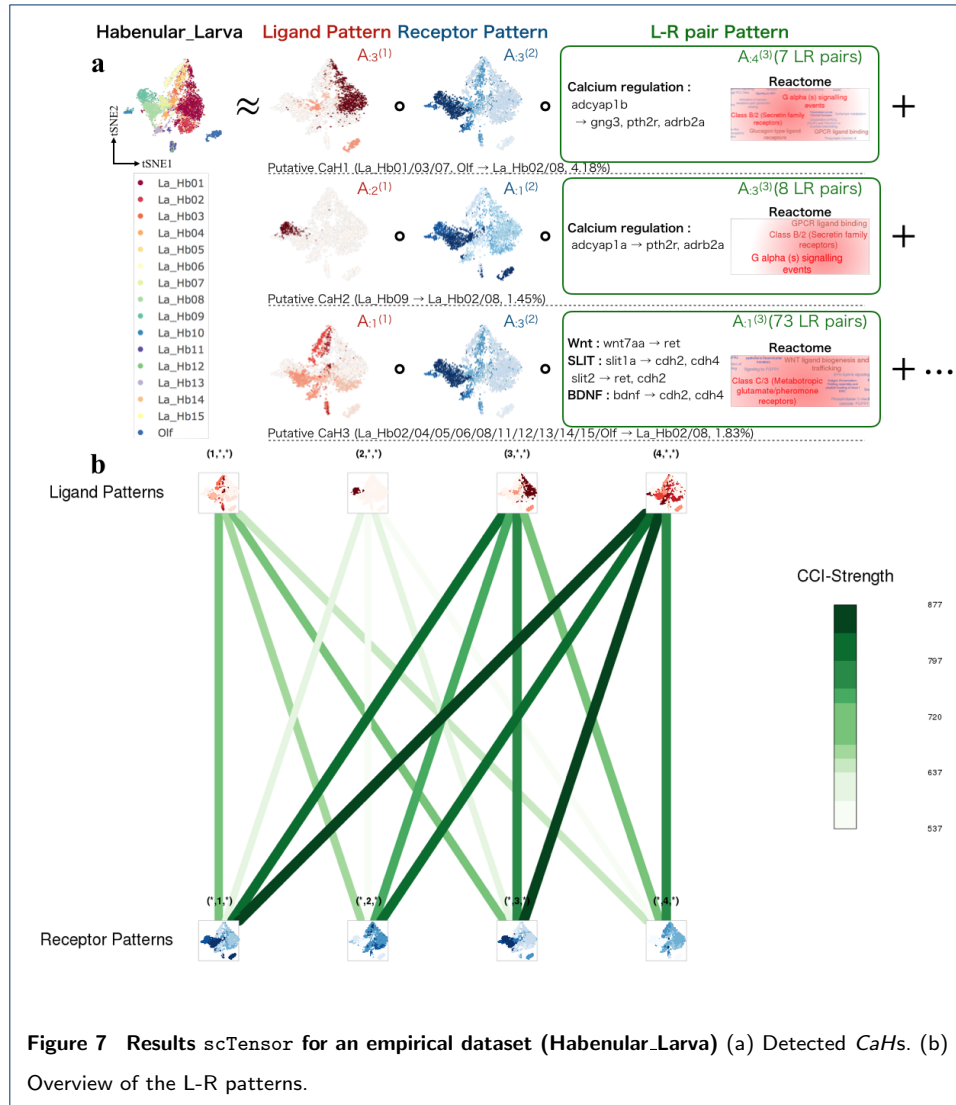 Habenular_Larva Ligand Pattern Receptor Pattern L-R pair Pattern
a
A:3(1) A:3(2) A:4(3)(7 LR pairs)
tSNE2
tSNE1
≈
Calcium regulation :
adcyap1b
→ gng3, pth2r, adrb2a
Reactome
G alpha (s) signalling
events
Class B/2 (Secretin family
receptors)
Glucagon-type ligand
receptors
GPCR ligand binding
+
Putative CaH1 (La_Hb01/03/07, Olf → La_Hb02/08, 4.18%)
La_Hb01
La_Hb02
La_Hb03
La_Hb04
La_Hb05
La_Hb06
La_Hb07
La_Hb08
La_Hb09
La_Hb10
La_Hb11
La_Hb12
La_Hb13
La_Hb14
La_Hb15
Olf
A:2(1) A:1(2) A:3(3)(8 LR pairs)
Calcium regulation :
adcyap1a → pth2r, adrb2a
Reactome
GPCR ligand binding
Class B/2 (Secretin family
receptors)
G alpha (s) signalling
events
+
Putative CaH2 (La_Hb09 → La_Hb02/08, 1.45%)
A:1(1) A:3(2) A:1(3)(73 LR pairs)
Wnt : wnt7aa → ret
SLIT : slit1a → cdh2, cdh4
slit2 → ret, cdh2
BDNF : bdnf → cdh2, cdh4
Reactome
WNT ligand biogenesis and
trafficking
Class C/3 (Metabotropic
glutamate/pheromone
receptors)
+ ...
Putative CaH3 (La_Hb02/04/05/06/08/11/12/13/14/15/Olf → La_Hb02/08, 1.83%)
b
(1,*,*) (2,*,*) (3,*,*) (4,*,*)
Ligand Patterns
CCI-Strength
877
797
720
637
537
(*,1,*) (*,2,*) (*,3,*) (*,4,*)
Receptor Patterns
Figure 7 Results scTensor for an empirical dataset (Habenular_Larva) (a) Detected CaHs. (b)
Overview of the L-R patterns.